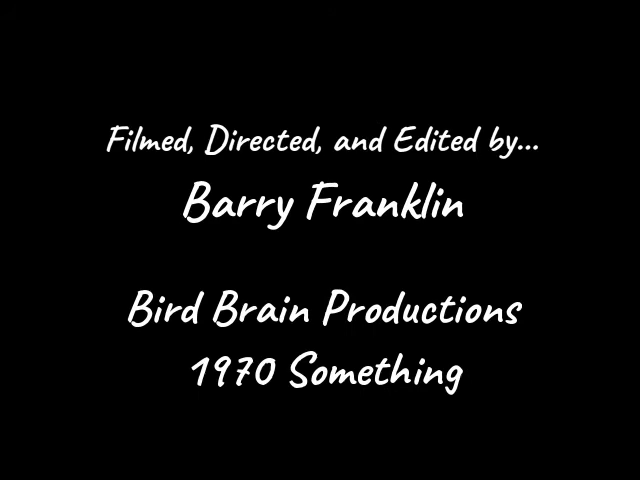 Filmed, Directed, and Edited by...
Barry Franklin
Bird Brain Productions
1970 Something